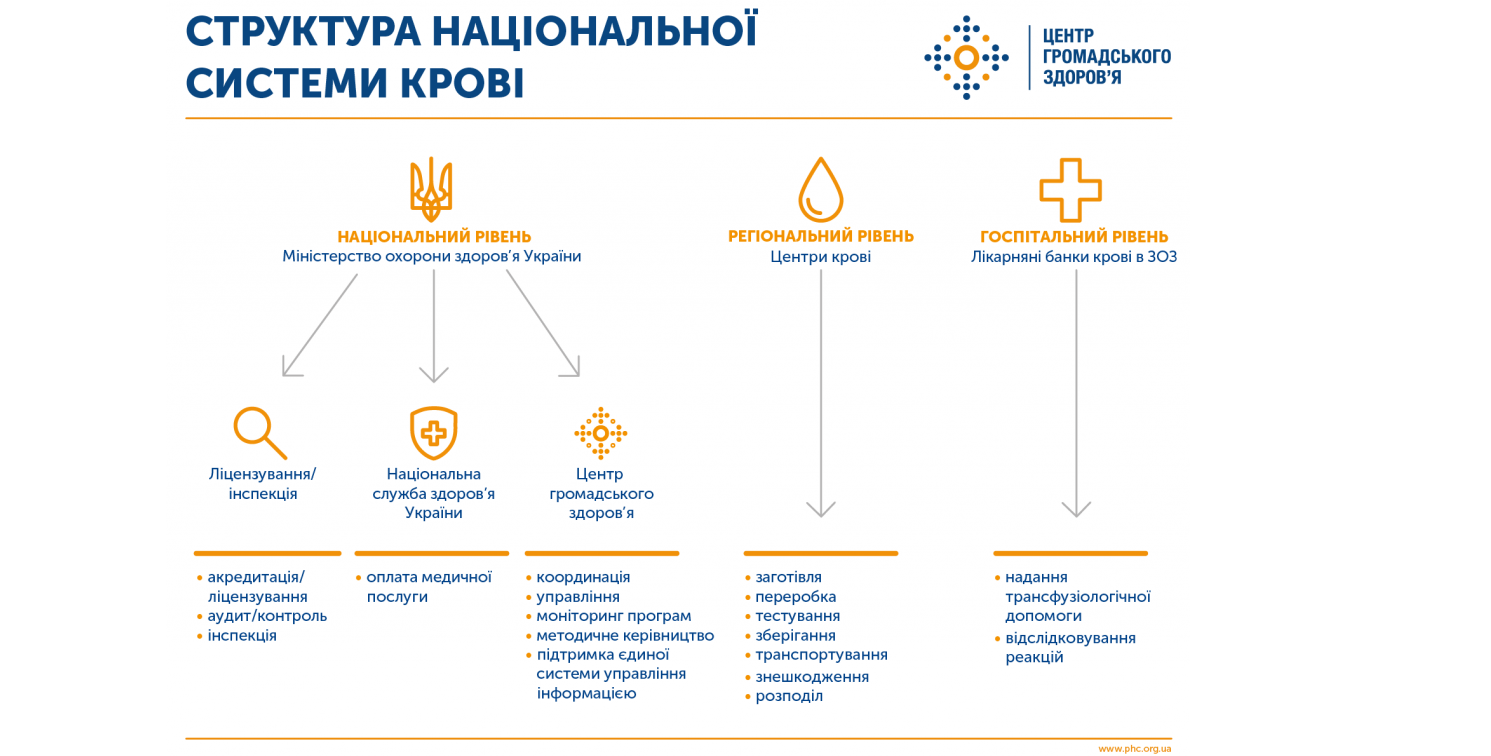 СТРУКТУРА НАЦІОНАЛЬНОЇ
СИСТЕМИ КРОВІ
ЦЕНТР
ГРОМАДСЬКОГО
ЗДОРОВ'Я
НАЦІОНАЛЬНИЙ РІВЕНЬ
Міністерство охорони здоров'я України
РЕГІОНАЛЬНИЙ РІВЕНЬ
Центри крові
ГОСПІТАЛЬНИЙ РІВЕНЬ
Лікарняні банки крові в ЗОЗ
Ліцензування/
інспекція
Національна
служба здоров'я
України
Центр
громадського
здоров'я
• акредитація/
ліцензування
• аудит/контроль
• інспекція
• оплата медичної
послуги
• координація
• управління
• моніторинг програм
• методичне керівництво
• підтримка єдиної
системи управління
інформацією
• заготівля
• переробка
• тестування
• зберігання
• транспортування
• знешкодження
• розподіл
• надання
трансфузіологічної
допомоги
• відслідковування
реакцій
www.phc.org.ua